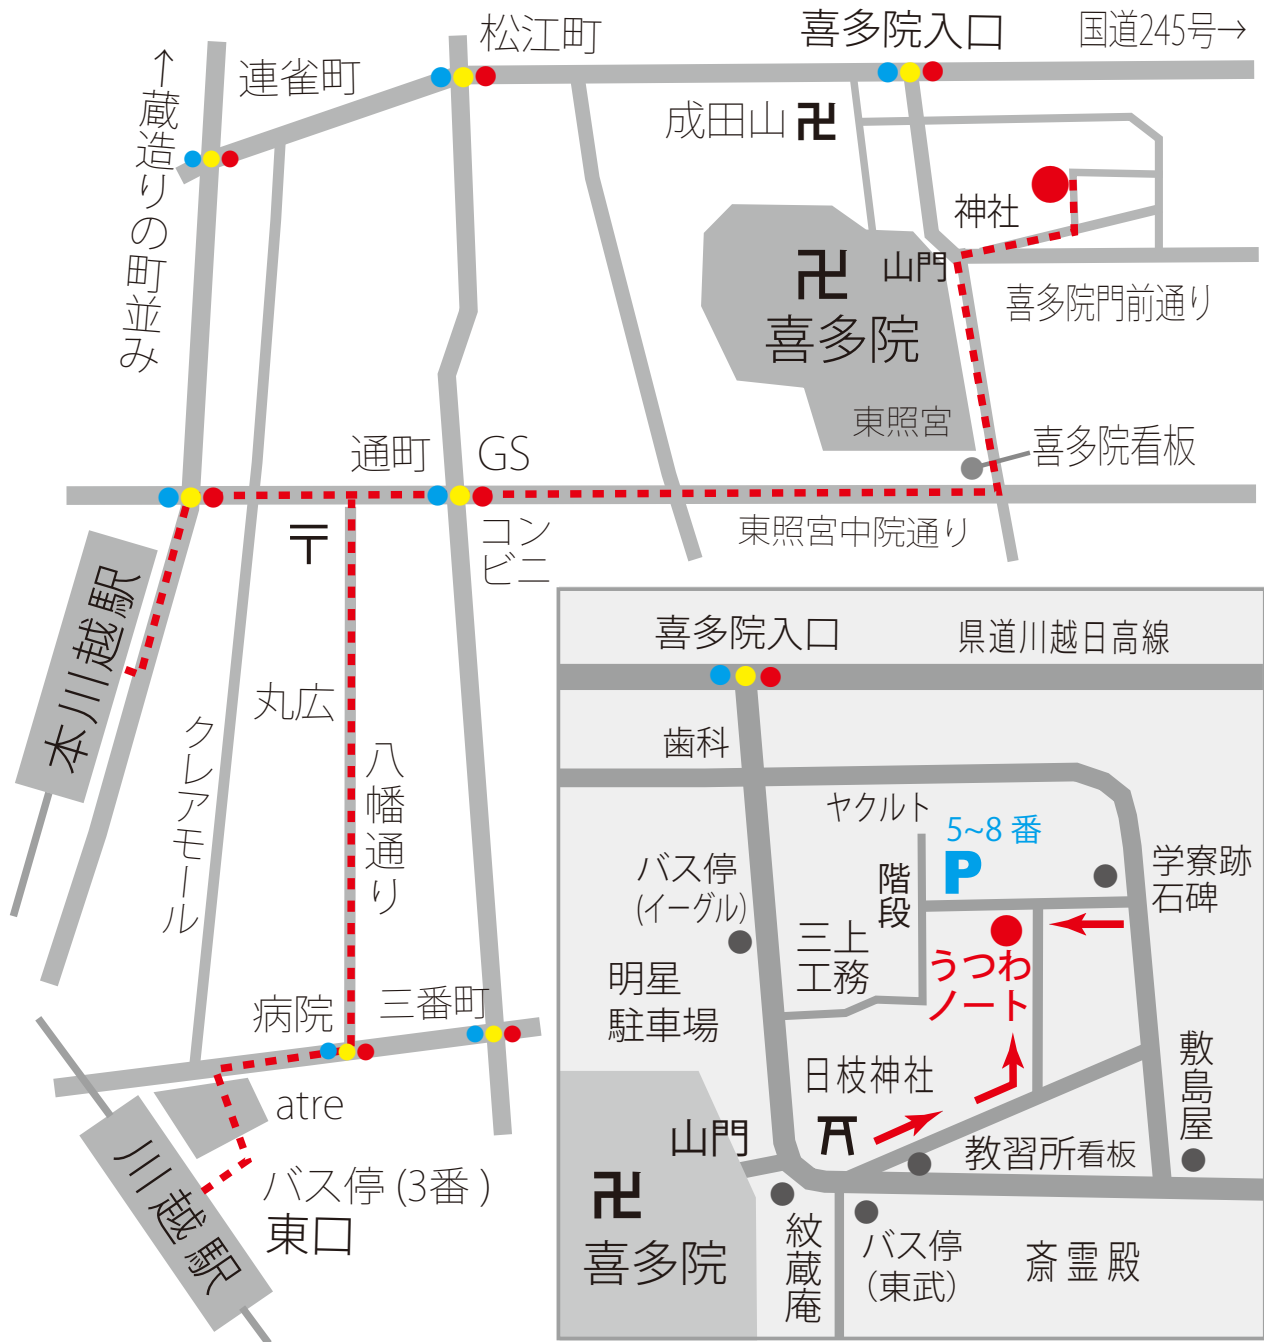 松江町
喜多院入口
国道245号→
連雀町
←蔵造りの町並み
成田山卍
神社
卍
山門
喜多院
喜多院門前通り
東照宮
喜多院看板
通町
GS
〒
コン
ビニ
東照宮中院通り
本川越駅
丸広
クレアモール
八幡通り
病院
三番町
atre
バス停 (3番 )
東口
川越駅
喜多院入口
県道川越日高線
歯科
ヤクルト
5~8 番
P
バス停
(イーグル)
階段
学寮跡
石碑
三上
工務
うつわ
ノート
明星
駐車場
敷島屋
日枝神社
山門
教習所看板
卍
喜多院
紋蔵庵
バス停
（東武）
斎霊殿